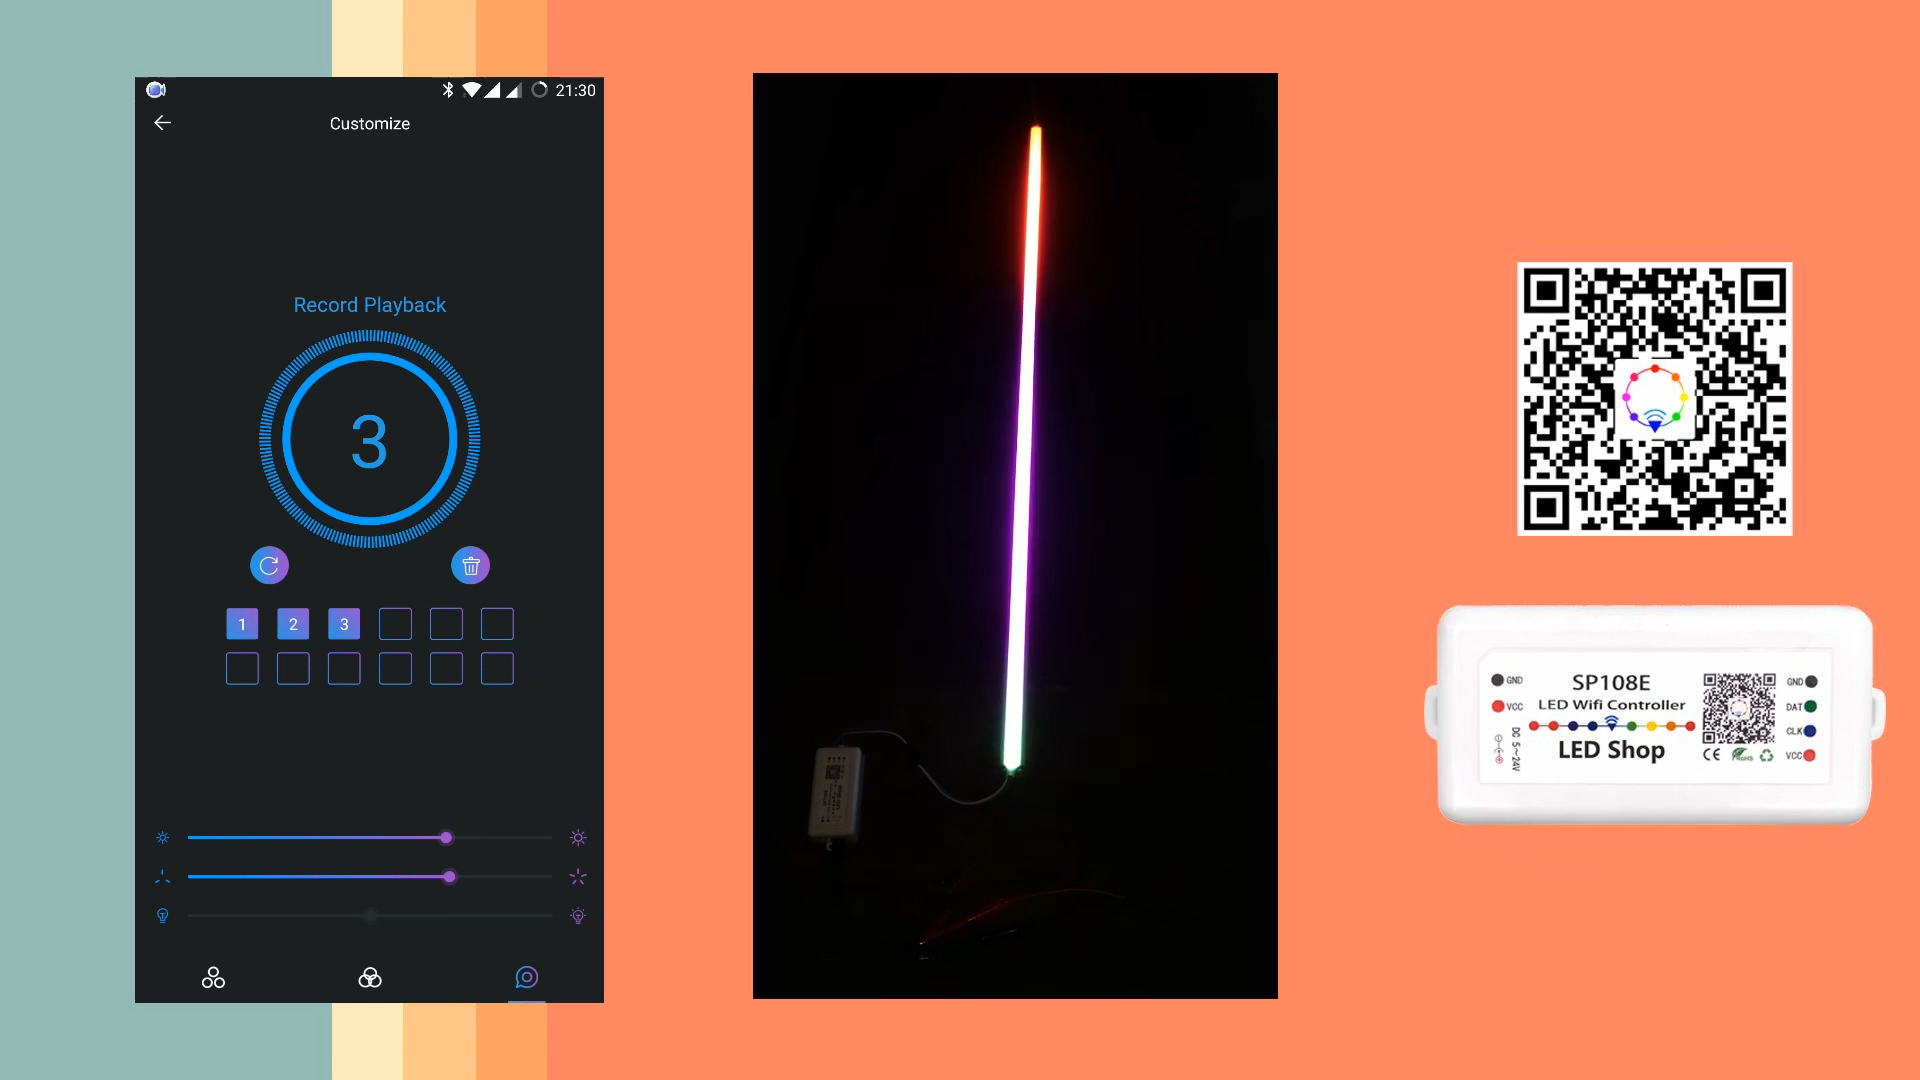 21:30
Customize
Record Playback
3
1 2 3
SP108E
LED Wifi Controller
LED Shop
GND
VCC
DC 5~24V
GND
DAT
CLK
VCC
CE RoHS